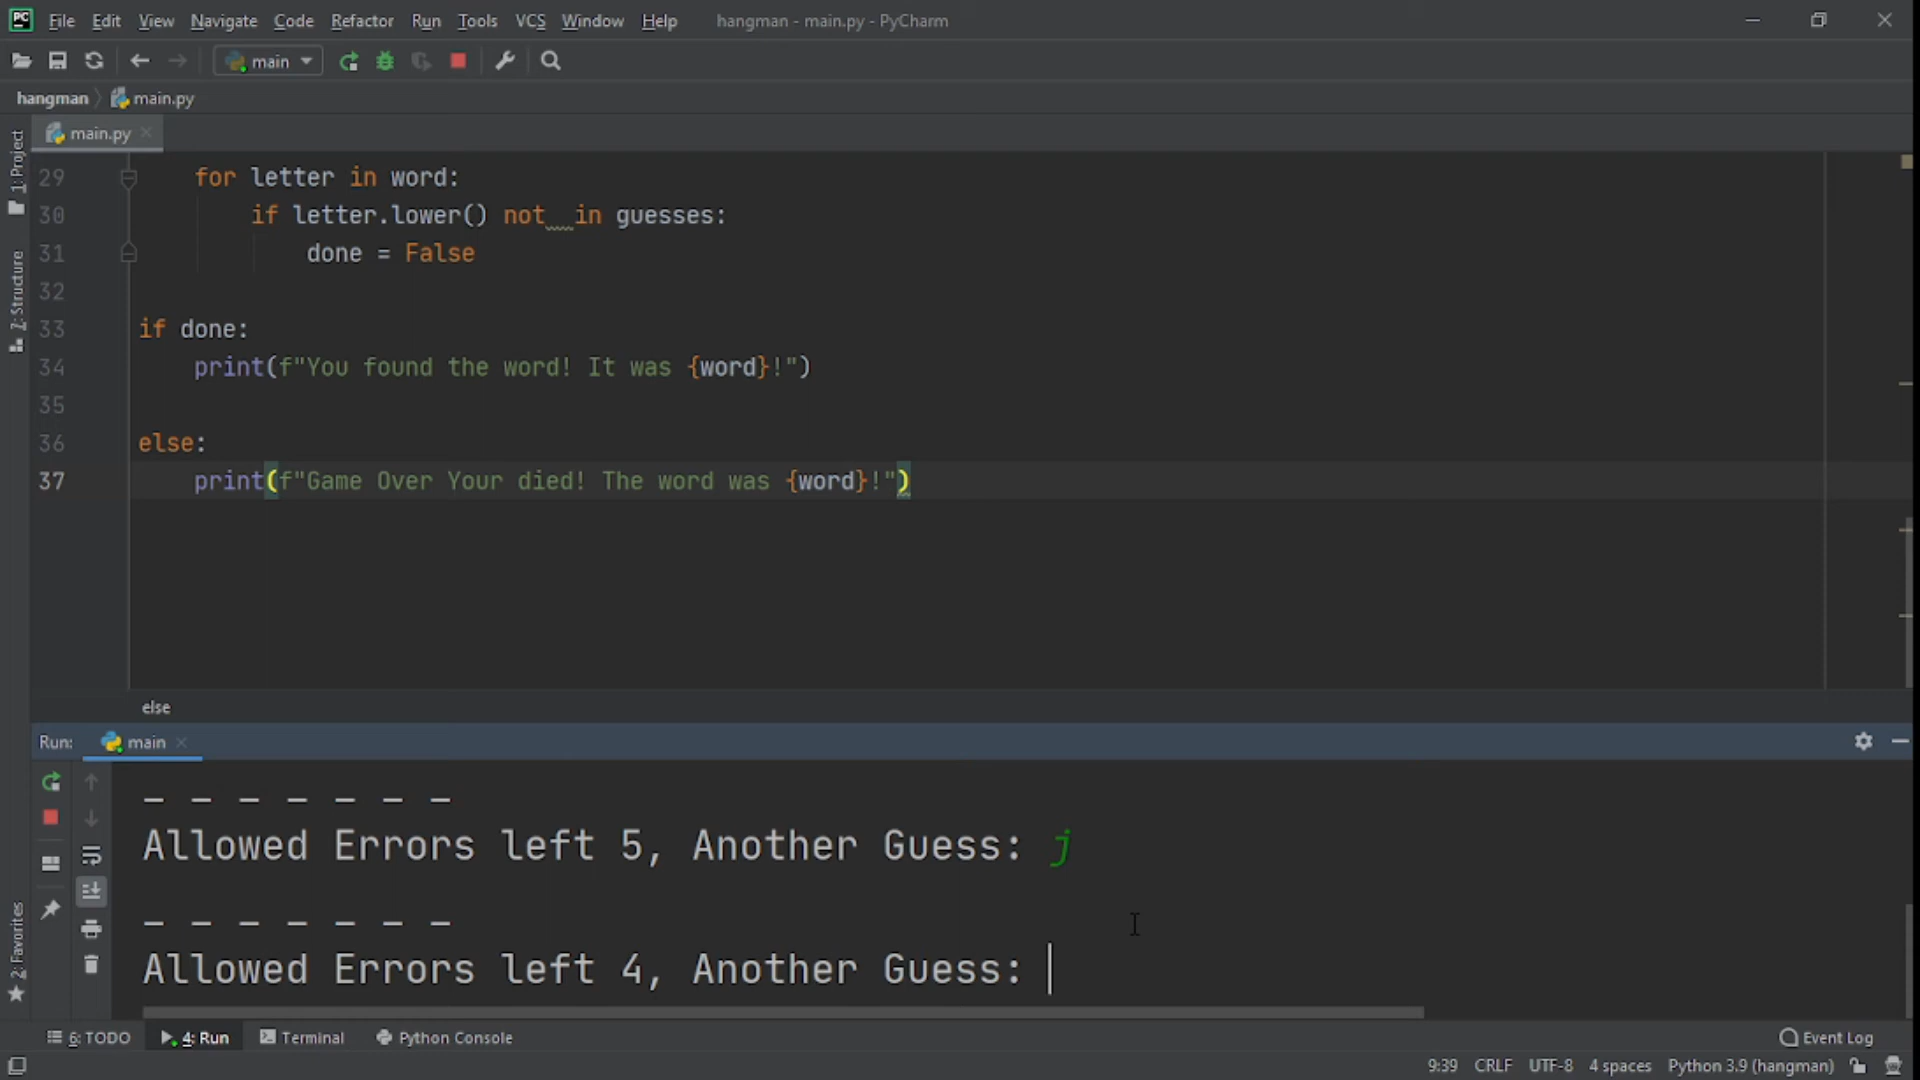 PC File Edit View Navigate Code Refactor Run Tools VCS Window Help hangman - main.py - PyCharm
main
hangman main.py
main.py
1: Project
Z: Structure
2: Favorites
29 for letter in word:
30 if letter.lower() not  in guesses:
31 done = False
32
33 if done:
34 print(f"You found the word! It was {word}!")
35
36 else:
37 print(f"Game Over Your died! The word was {word}!")
else
Run: main
_ _ _ _ _ _ _
Allowed Errors left 5, Another Guess: j
_ _ _ _ _ _ _
Allowed Errors left 4, Another Guess:
6: TODO 4: Run Terminal Python Console Event Log
9:39 CRLF UTF-8 4 spaces Python 3.9 (hangman)